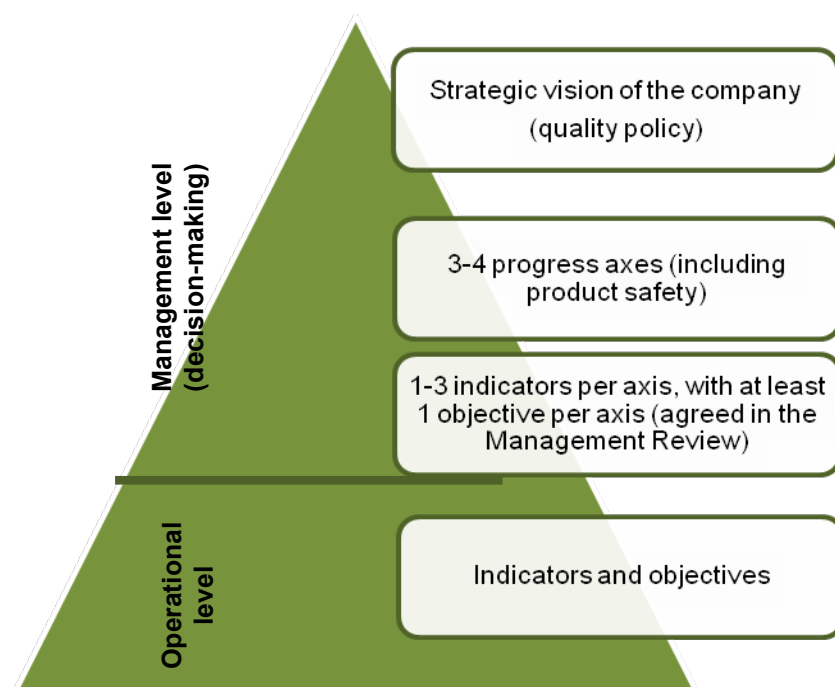 Strategic vision of the company
(quality policy)
Management level
(decision-making)
3-4 progress axes (including
product safety)
1-3 indicators per axis, with at least
1 objective per axis (agreed in the
Management Review)
Operational
level
Indicators and objectives